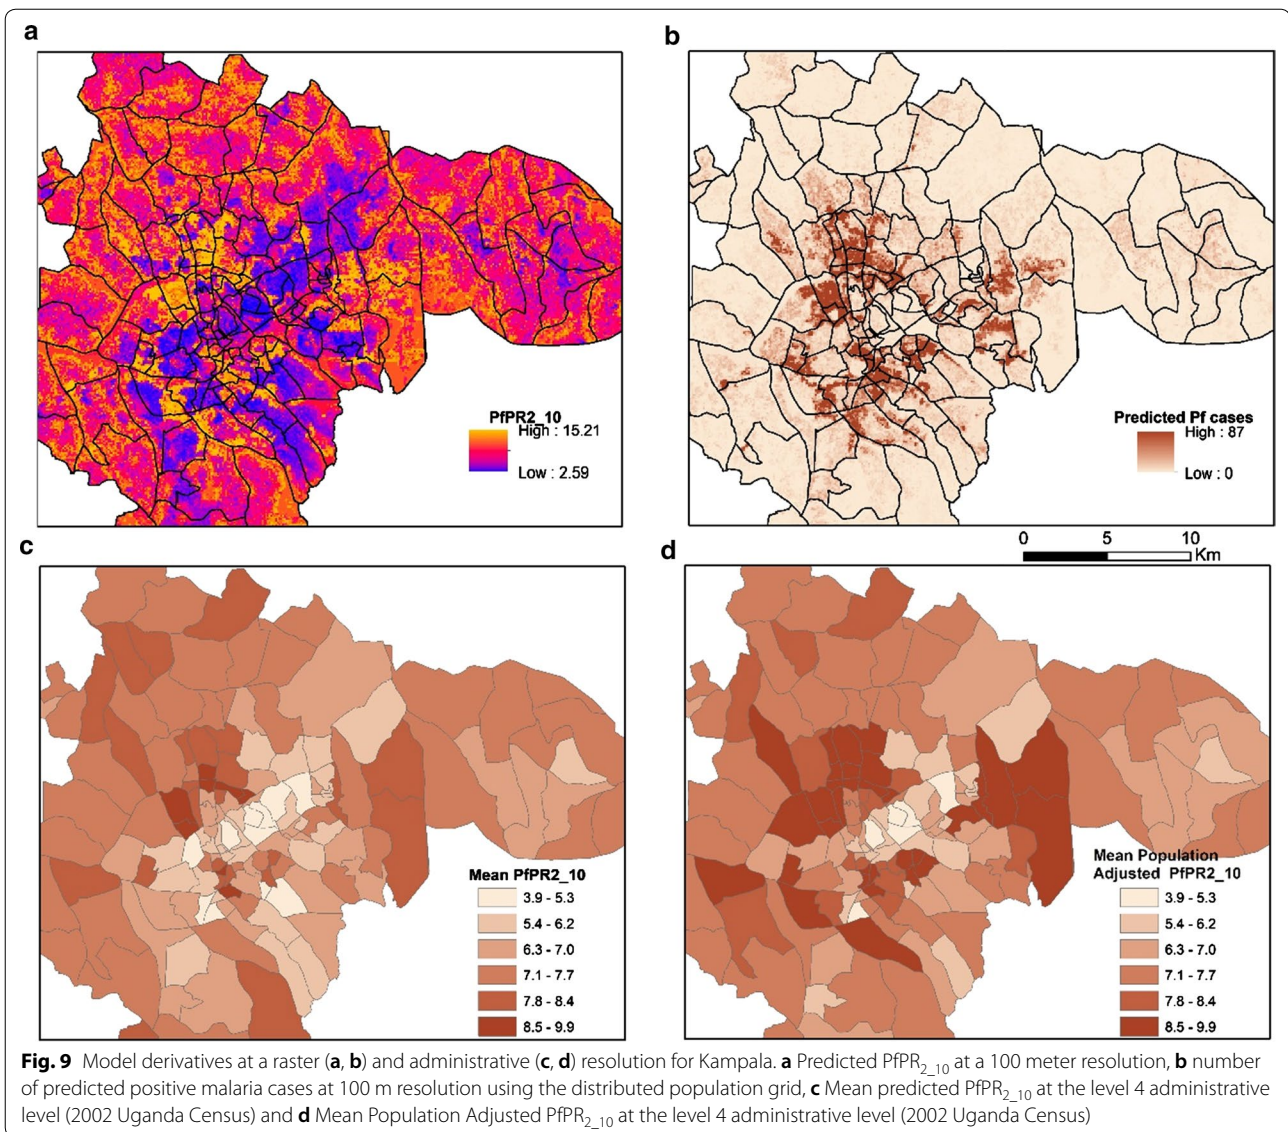 a
b
PfPR2_10
High : 15.21
Low : 2.59
Predicted Pf cases
High : 87
Low : 0
0 5 10
Km
c
d
Mean PfPR2_10
3.9 - 5.3
5.4 - 6.2
6.3 - 7.0
7.1 - 7.7
7.8 - 8.4
8.5 - 9.9
Mean Population
Adjusted PfPR2_10
3.9 - 5.3
5.4 - 6.2
6.3 - 7.0
7.1 - 7.7
7.8 - 8.4
8.5 - 9.9
Fig. 9 Model derivatives at a raster (a, b) and administrative (c, d) resolution for Kampala. a Predicted PfPR2_10 at a 100 meter resolution, b number
of predicted positive malaria cases at 100 m resolution using the distributed population grid, c Mean predicted PfPR2_10 at the level 4 administrative
level (2002 Uganda Census) and d Mean Population Adjusted PfPR2_10 at the level 4 administrative level (2002 Uganda Census)